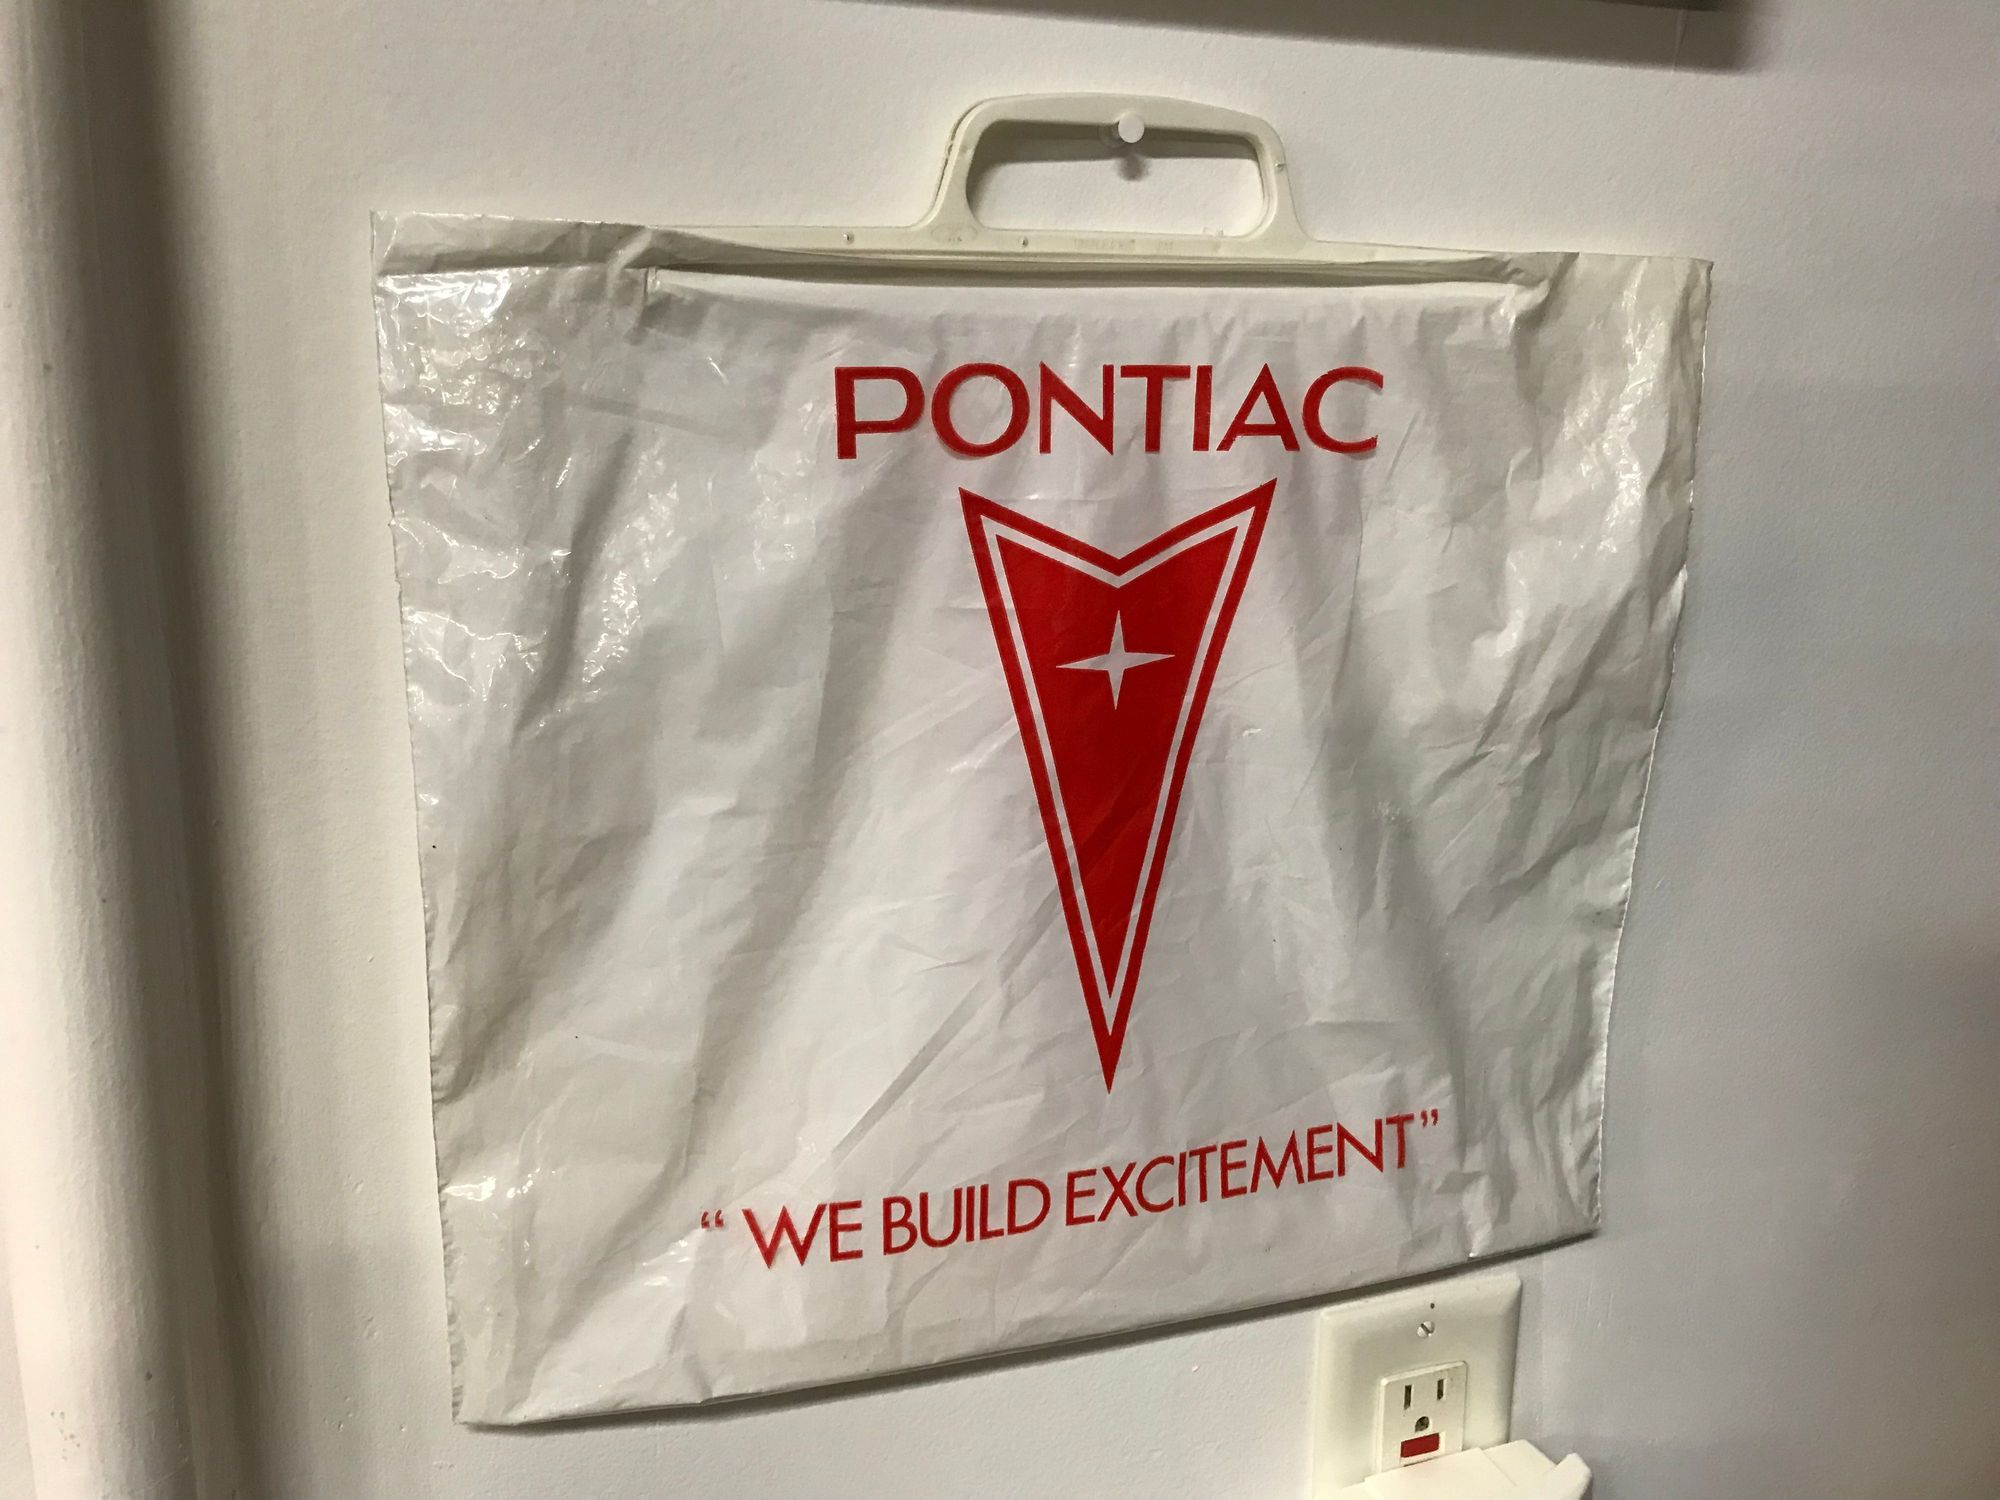 PONTIAC
“WE BUILD EXCITEMENT”